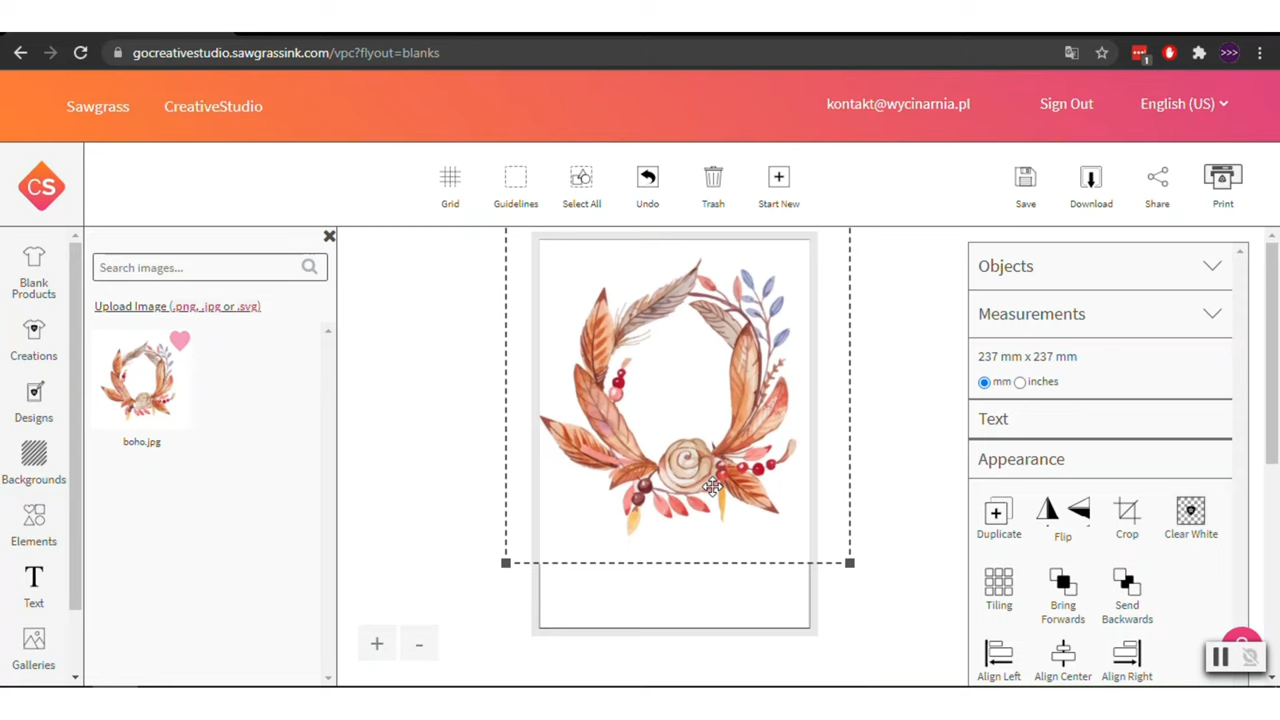 gocreativestudio.sawgrassink.com/vpc?flyout=blanks
1
>>>
Sawgrass
CreativeStudio
kontakt@wycinarnia.pl
Sign Out
English (US)
CS
Grid
Guidelines
Select All
Undo
Trash
Start New
Save
Download
Share
Print
Blank
Products
Creations
Designs
Backgrounds
Elements
T
Text
Galleries
Search images...
Upload Image (.png, .jpg or .svg)
boho.jpg
+
-
Objects
Measurements
237 mm x 237 mm
mm
inches
Text
Appearance
Duplicate
Flip
Crop
Clear White
Tiling
Bring
Forwards
Send
Backwards
Align Left
Align Center
Align Right